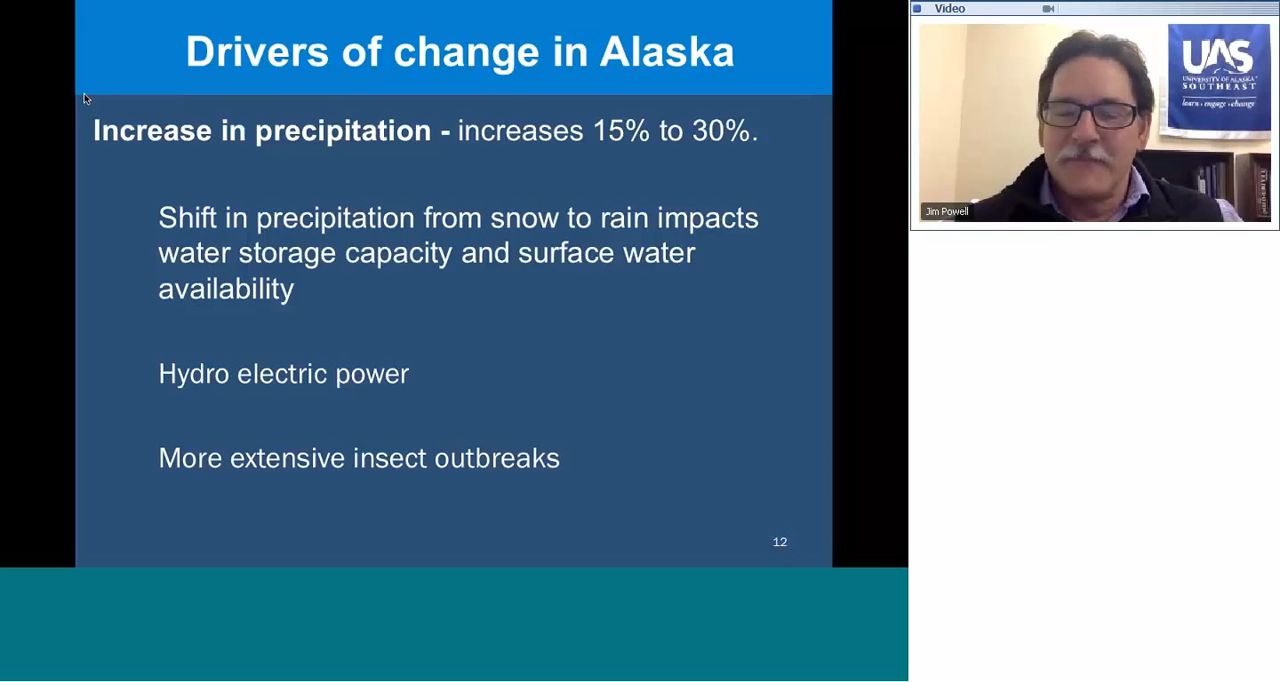 Drivers of change in Alaska
Increase in precipitation - increases 15% to 30%.
Shift in precipitation from snow to rain impacts
water storage capacity and surface water
availability
Hydro electric power
More extensive insect outbreaks
12
Video
UAS
UNIVERSITY OF ALASKA
SOUTHEAST
learn • engage • change
Jim Powell